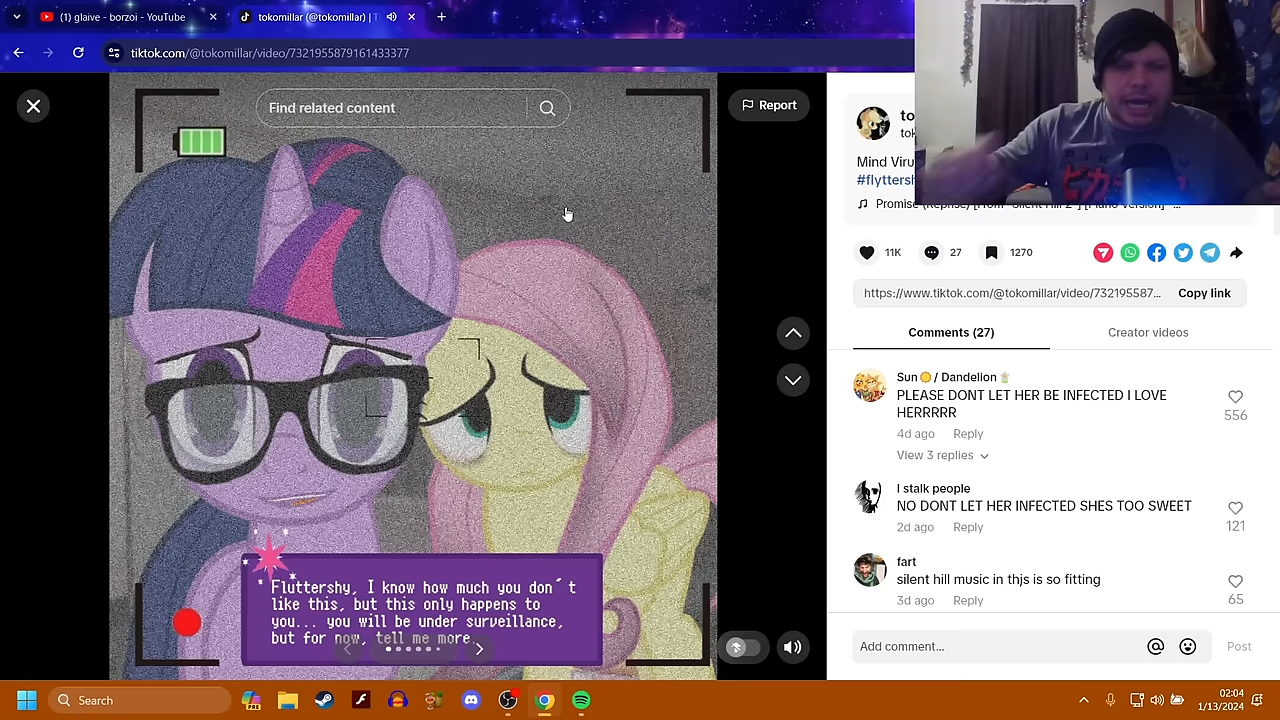 (1) glaive - borzoi - YouTube
tokomillar (@tokomillar) | T
tiktok.com/@tokomillar/video/7321955879161433377
Find related content
Report
to
tok
Mind Viru
#flyttersh
Promise (Reprise) [From "Silent Hill 2"] [Piano Version] - ...
11K
27
1270
https://www.tiktok.com/@tokomillar/video/732195587...
Copy link
Comments (27)
Creator videos
Sun🌞/ Dandelion
PLEASE DONT LET HER BE INFECTED I LOVE
HERRRRR
556
4d ago
Reply
View 3 replies
I stalk people
NO DONT LET HER INFECTED SHES TOO SWEET
121
2d ago
Reply
fart
silent hill music in thjs is so fitting
65
3d ago
Reply
Fluttershy, I know how much you don´t
like this, but this only happens to
you... you will be under surveillance,
but for now, tell me more.
Add comment...
Post
Search
02:04
1/13/2024